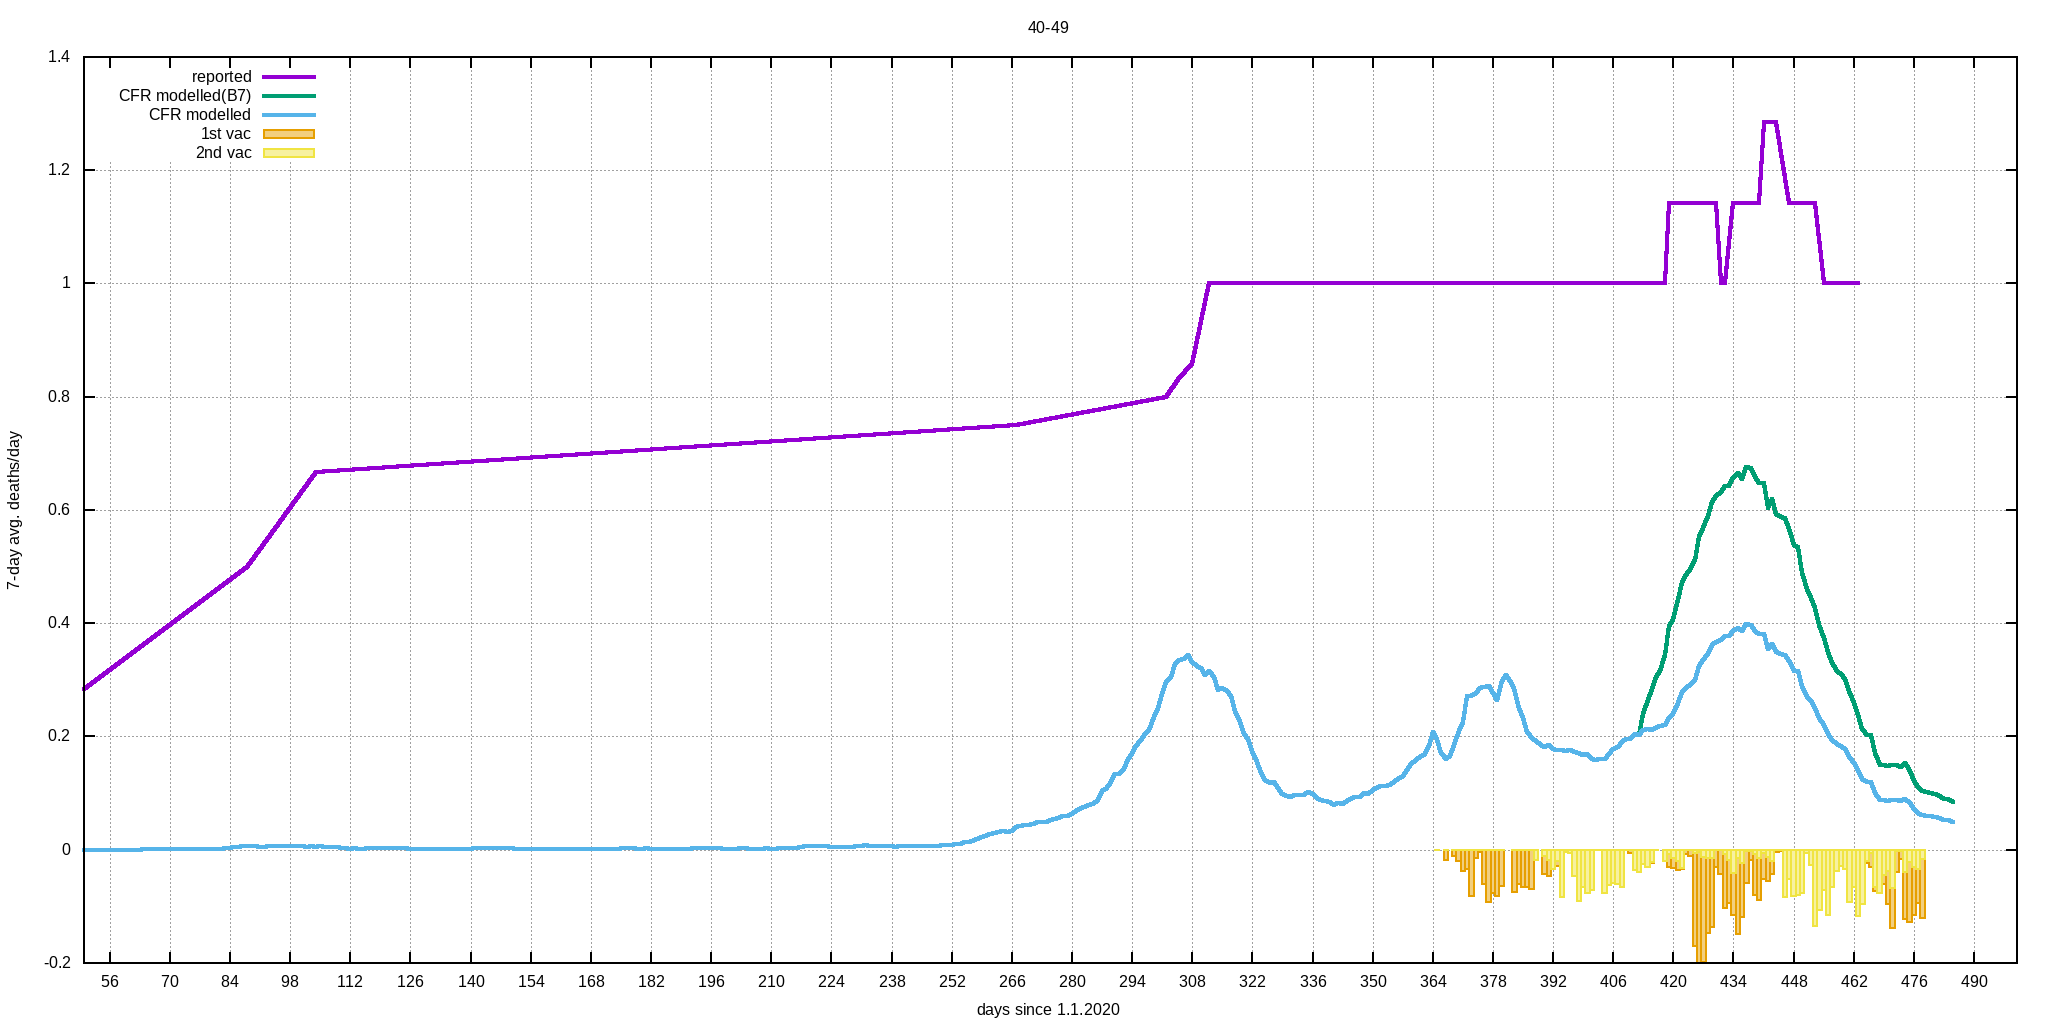 40-49
1.4
1.2
1
0.8
0.6
0.4
0.2
0
-0.2
7-day avg. deaths/day
reported
CFR modelled(B7)
CFR modelled
1st vac
2nd vac
56 70 84 98 112 126 140 154 168 182 196 210 224 238 252 266 280 294 308 322 336 350 364 378 392 406 420 434 448 462 476 490
days since 1.1.2020